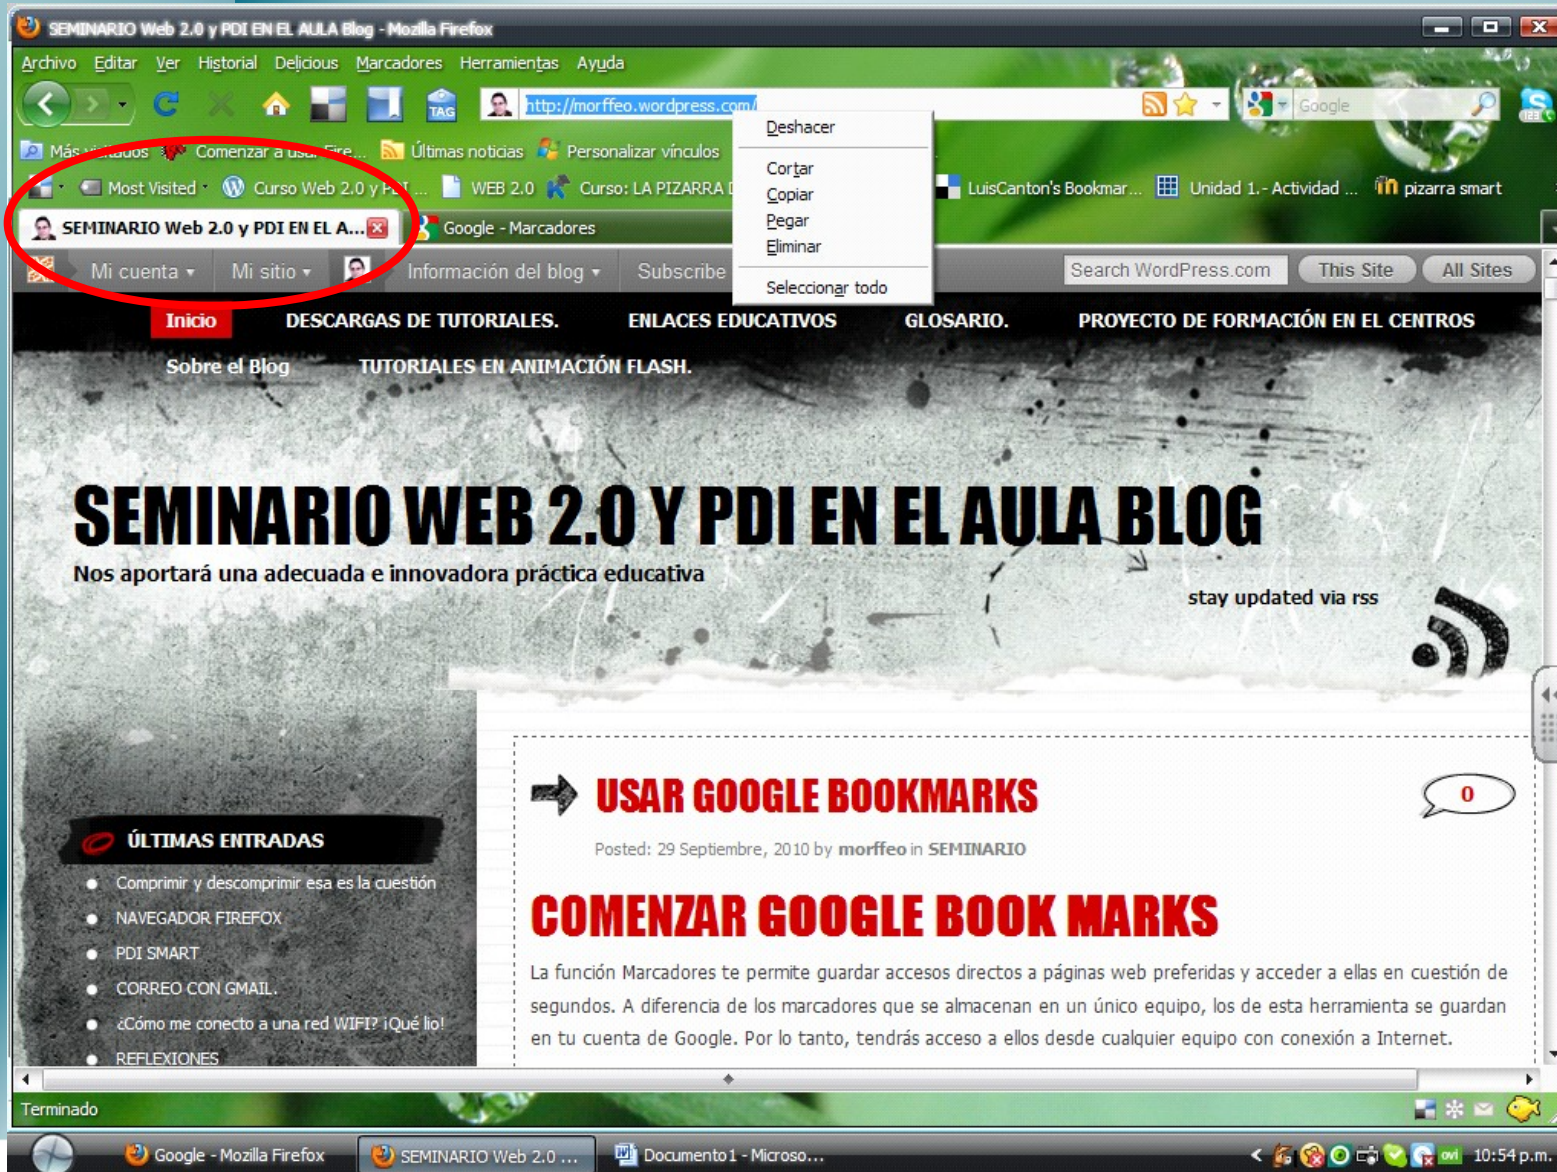 SEMINARIO Web 2.0 y PDI EN EL AULA Blog - Mozilla Firefox
Archivo Editar Ver Historial Delicious Marcadores Herramientas Ayuda
TAG http://morffeo.wordpress.com/ Google 123
Más visitados Comenzar a usar Fire... Últimas noticias Personalizar vínculos
Most Visited Curso Web 2.0 y PDI ... WEB 2.0 Curso: LA PIZARRA LuisCanton's Bookmar... Unidad 1.- Actividad ... pizarra smart
SEMINARIO Web 2.0 y PDI EN EL A... Google - Marcadores
Deshacer
Cortar
Copiar
Pegar
Eliminar
Seleccionar todo
Mi cuenta Mi sitio Información del blog Subscribe Search WordPress.com This Site All Sites
Inicio DESCARGAS DE TUTORIALES. ENLACES EDUCATIVOS GLOSARIO. PROYECTO DE FORMACIÓN EN EL CENTROS
Sobre el Blog TUTORIALES EN ANIMACIÓN FLASH.
SEMINARIO WEB 2.0 Y PDI EN EL AULA BLOG
Nos aportará una adecuada e innovadora práctica educativa
stay updated via rss
USAR GOOGLE BOOKMARKS
0
Posted: 29 Septiembre, 2010 by morffeo in SEMINARIO
COMENZAR GOOGLE BOOK MARKS
La función Marcadores te permite guardar accesos directos a páginas web preferidas y acceder a ellas en cuestión de
segundos. A diferencia de los marcadores que se almacenan en un único equipo, los de esta herramienta se guardan
en tu cuenta de Google. Por lo tanto, tendrás acceso a ellos desde cualquier equipo con conexión a Internet.
ÚLTIMAS ENTRADAS
Comprimir y descomprimir esa es la cuestión
NAVEGADOR FIREFOX
PDI SMART
CORREO CON GMAIL.
¿Cómo me conecto a una red WIFI? ¡Qué lio!
REFLEXIONES
Terminado
Google - Mozilla Firefox SEMINARIO Web 2.0 ... Documento1 - Microso... ovi 10:54 p.m.